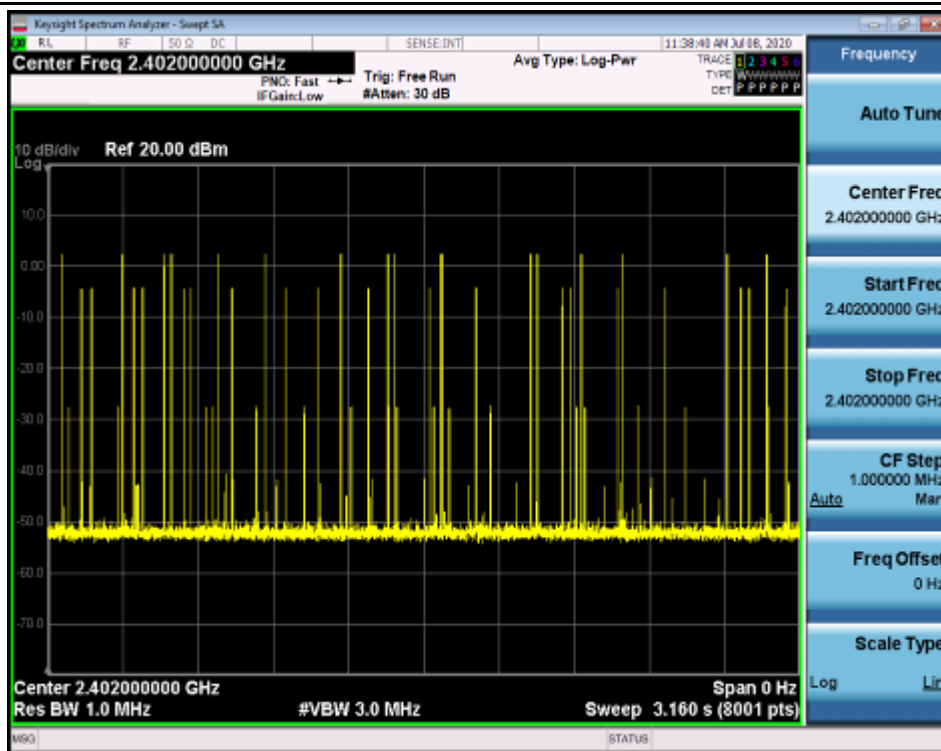 Keysight Spectrum Analyzer - Swept SA
RL RF 50 Ω DC SENSE:INT 11:38:40 AM Jul 08, 2020
Center Freq 2.402000000 GHz
PNO: Fast
IFGain:Low
Trig: Free Run
#Atten: 30 dB
Avg Type: Log-Pwr
TRACE 1 2 3 4 5 6
TYPE
DET P P P P P P
10 dB/div Ref 20.00 dBm
Log
10.0
0.00
-10.0
-20.0
-30.0
-40.0
-50.0
-60.0
-70.0
Center 2.402000000 GHz Span 0 Hz
Res BW 1.0 MHz #VBW 3.0 MHz Sweep 3.160 s (8001 pts)
MSG STATUS
Frequency
Auto Tune
Center Freq
2.402000000 GHz
Start Freq
2.402000000 GHz
Stop Freq
2.402000000 GHz
CF Step
1.000000 MHz
Auto Man
Freq Offset
0 Hz
Scale Type
Log Lin